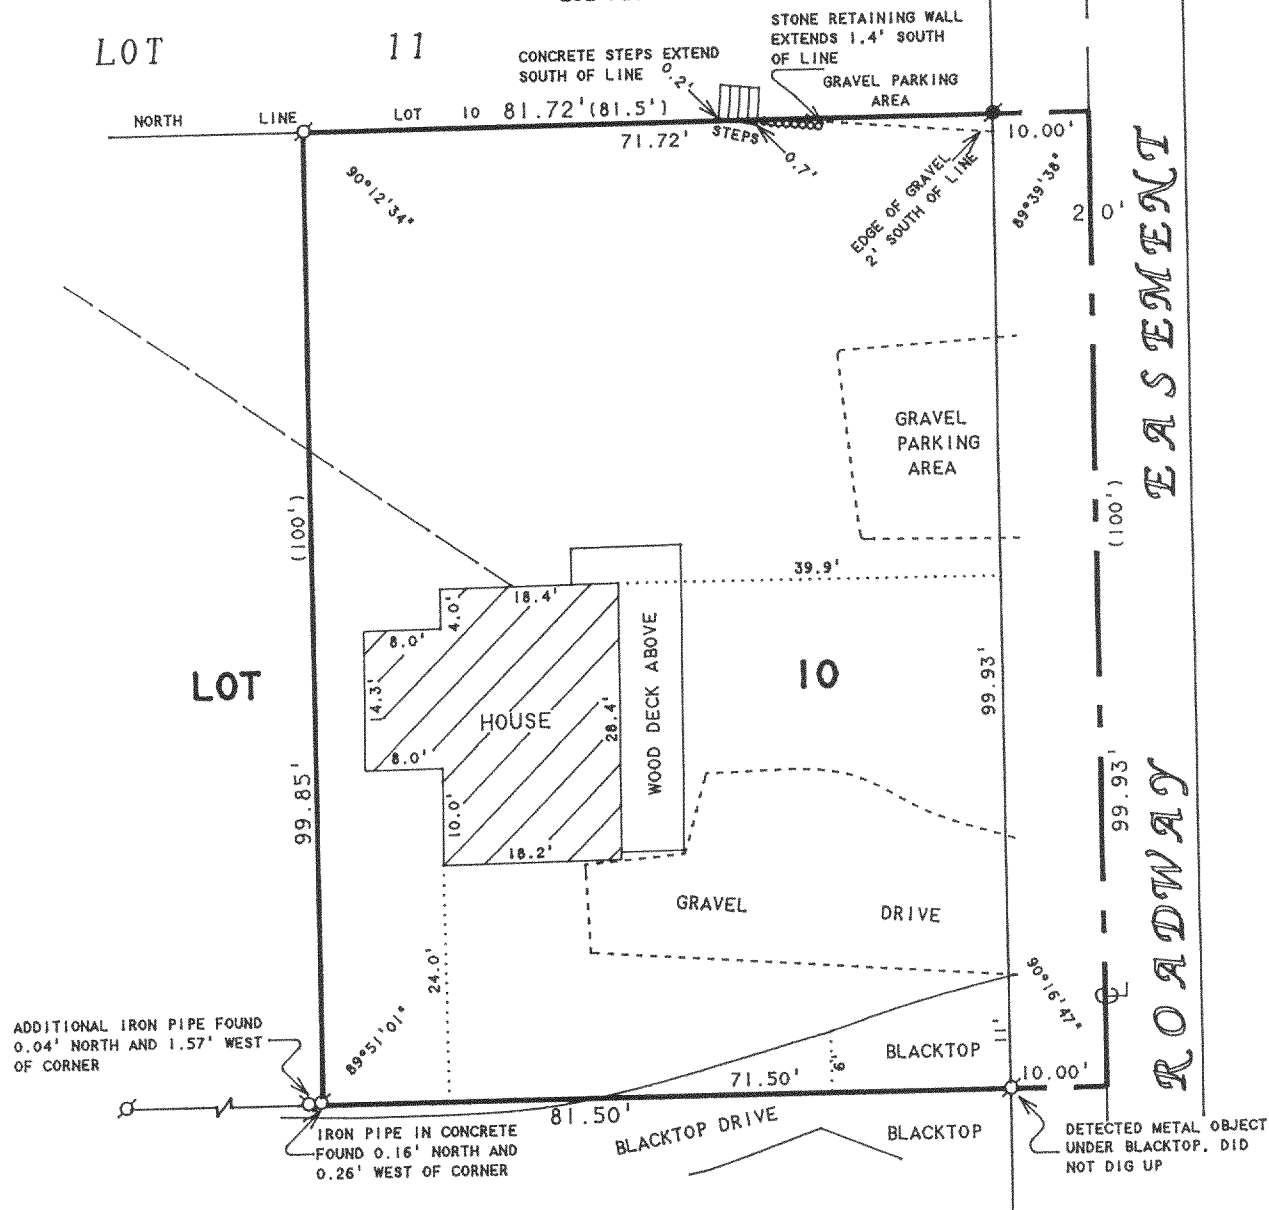 STONE RETAINING WALL
EXTENDS 1.4' SOUTH
OF LINE
LOT 11
CONCRETE STEPS EXTEND
SOUTH OF LINE
0.2'
GRAVEL PARKING
AREA
NORTH LINE LOT 10 81.72'(81.5')
71.72'
STEPS
0.7'
10.00'
90°12'34"
EDGE OF GRAVEL
2' SOUTH OF LINE
89°39'38"
20'
EASEMENT
GRAVEL
PARKING
AREA
(100')
(100')
39.9'
18.4'
4.0'
8.0'
WOOD DECK ABOVE
LOT
10
99.93'
14.3'
HOUSE
28.4'
8.0'
99.85'
10.0'
99.93'
ROADWAY
18.2'
GRAVEL DRIVE
24.0'
90°16'47"
89°51'01"
ADDITIONAL IRON PIPE FOUND
0.04' NORTH AND 1.57' WEST
OF CORNER
11'
BLACKTOP
6'
71.50'
10.00'
81.50'
BLACKTOP DRIVE
BLACKTOP
IRON PIPE IN CONCRETE
FOUND 0.16' NORTH AND
0.26' WEST OF CORNER
DETECTED METAL OBJECT
UNDER BLACKTOP, DID
NOT DIG UP